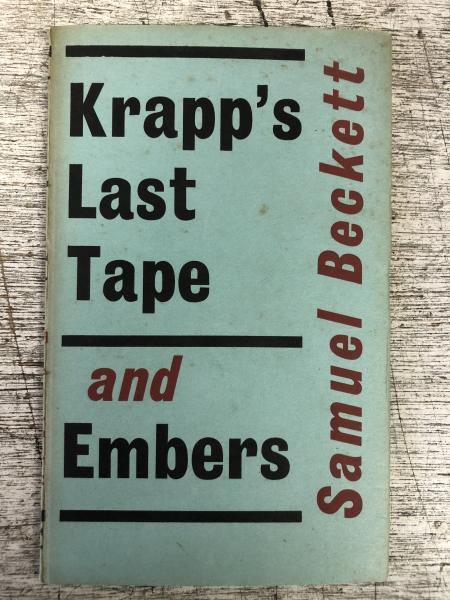 Krapp's
Last
Tape
and
Embers
Samuel Beckett